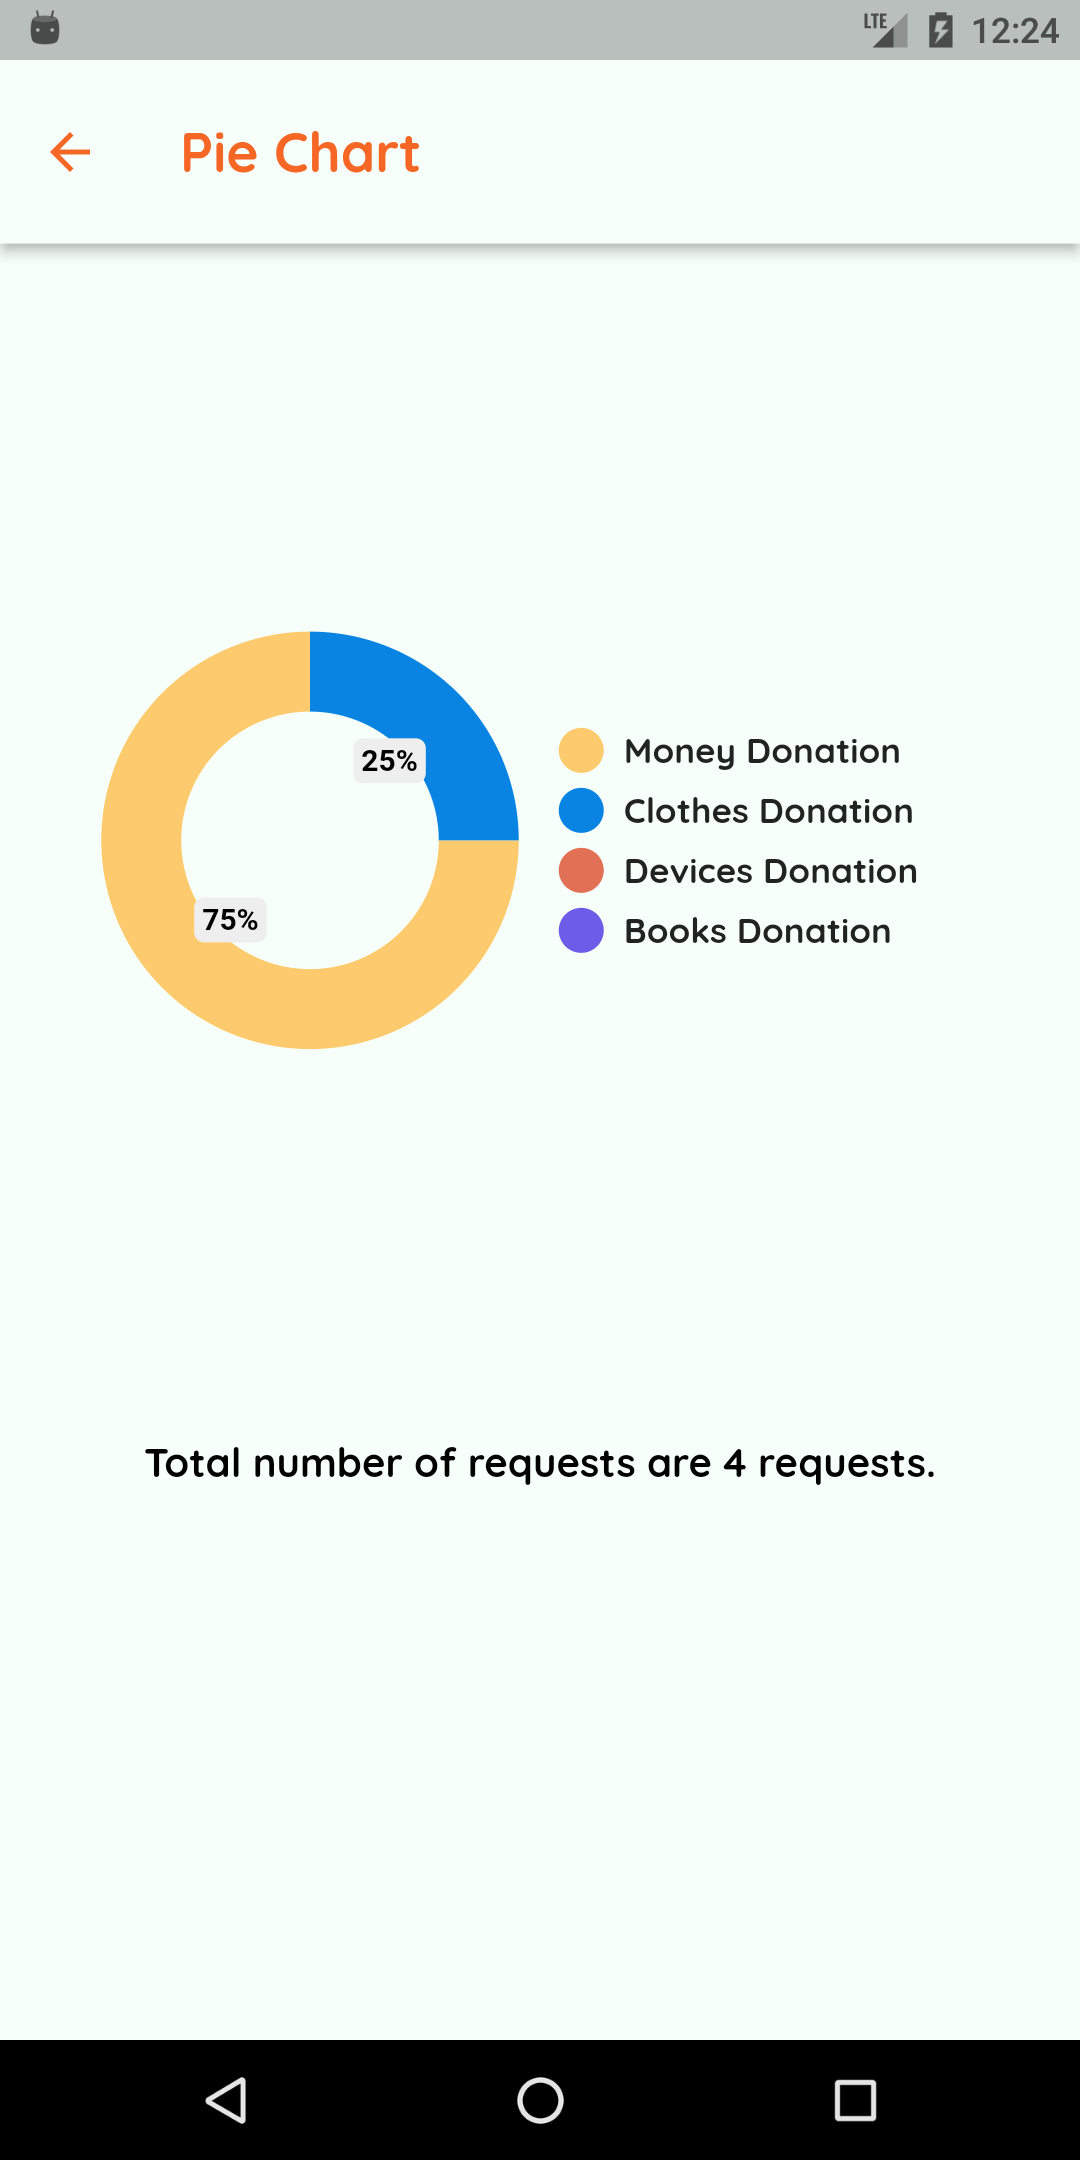 LTE 12:24
Pie Chart
25%
75%
Money Donation
Clothes Donation
Devices Donation
Books Donation
Total number of requests are 4 requests.